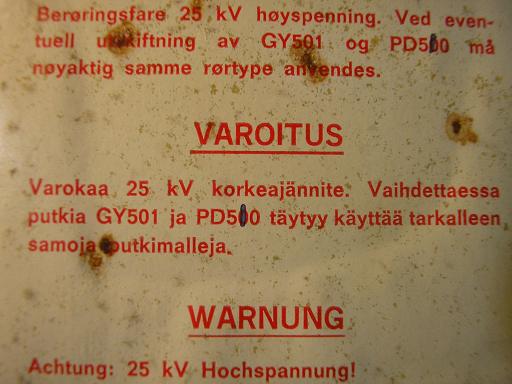 Berøringsfare 25 kV høyspenning. Ved even-
tuell utskiftning av GY501 og PD500 må
nøyaktig samme rørtype anvendes.
VAROITUS
Varokaa 25 kV korkeajännite. Vaihdettaessa
putkia GY501 ja PD500 täytyy käyttää tarkalleen
samoja putkimalleja.
WARNUNG
Achtung: 25 kV Hochspannung!